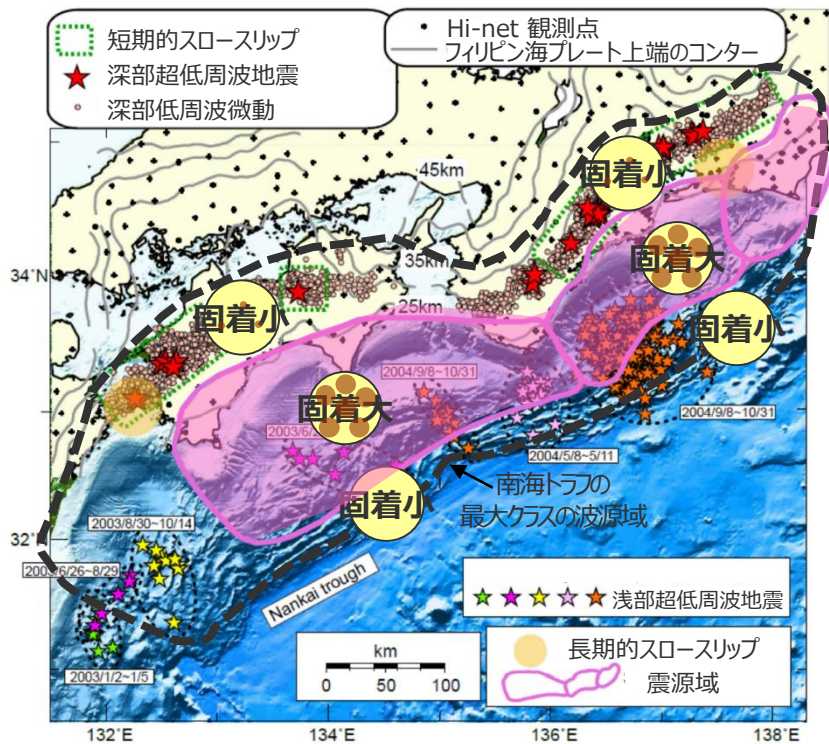 短期的スロースリップ
深部超低周波地震
深部低周波微動
Hi-net 観測点
フィリピン海プレート上端のコンター
45km
固着小
34°N
35km
固着大
25km
固着小
固着小
2004/9/8~10/31
固着大
2003/6/2
2004/9/8~10/31
2004/5/8~5/11
固着小
南海トラフの
最大クラスの波源域
2003/8/30~10/14
32°N
2003/6/26~8/29
Nankai trough
浅部超低周波地震
km
0 50 100
長期的スロースリップ
震源域
2003/1/2~1/5
132°E
134°E
136°E
138°E